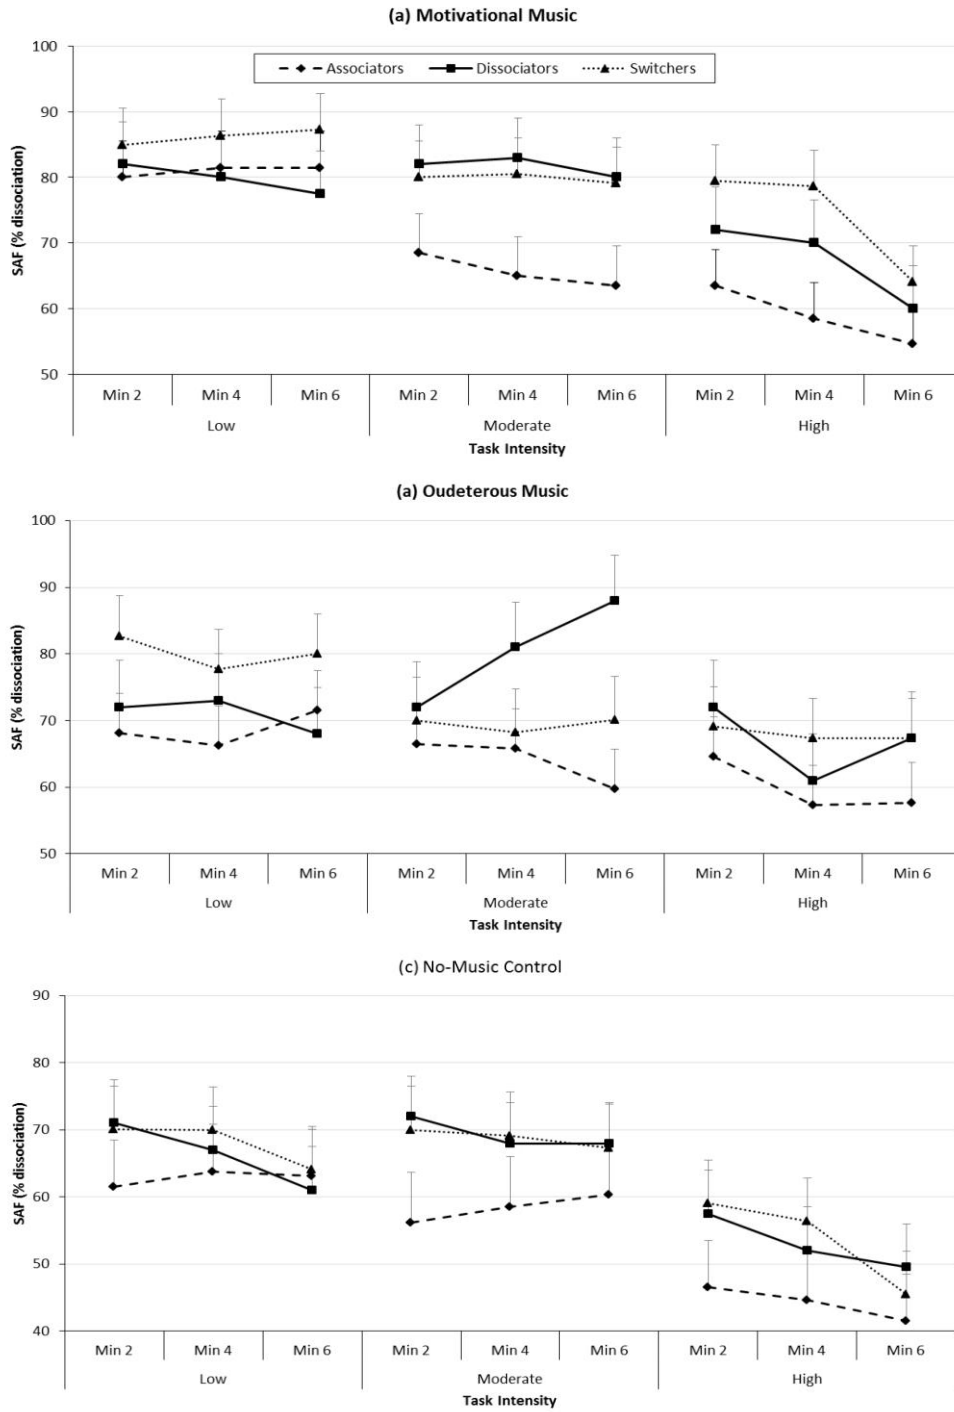 (a) Motivational Music
100
90
80
70
60
50
SAF (% dissociation)
Associators Dissociators Switchers
Min 2 Min 4 Min 6 Min 2 Min 4 Min 6 Min 2 Min 4 Min 6
Low Moderate High
Task Intensity
(a) Oudeterous Music
100
90
80
70
60
50
SAF (% dissociation)
Min 2 Min 4 Min 6 Min 2 Min 4 Min 6 Min 2 Min 4 Min 6
Low Moderate High
Task Intensity
(c) No-Music Control
90
80
70
60
50
40
SAF (% dissociation)
Min 2 Min 4 Min 6 Min 2 Min 4 Min 6 Min 2 Min 4 Min 6
Low Moderate High
Task Intensity